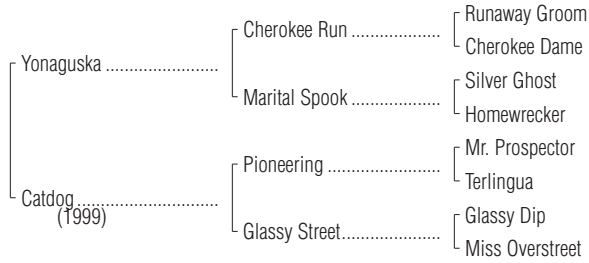 Runaway Groom
Cherokee Run ...................
Cherokee Dame
Yonaguska ........................
Silver Ghost
Marital Spook ...................
Homewrecker
Mr. Prospector
Pioneering ........................
Terlingua
Catdog..............................
(1999)
Glassy Dip
Glassy Street.....................
Miss Overstreet